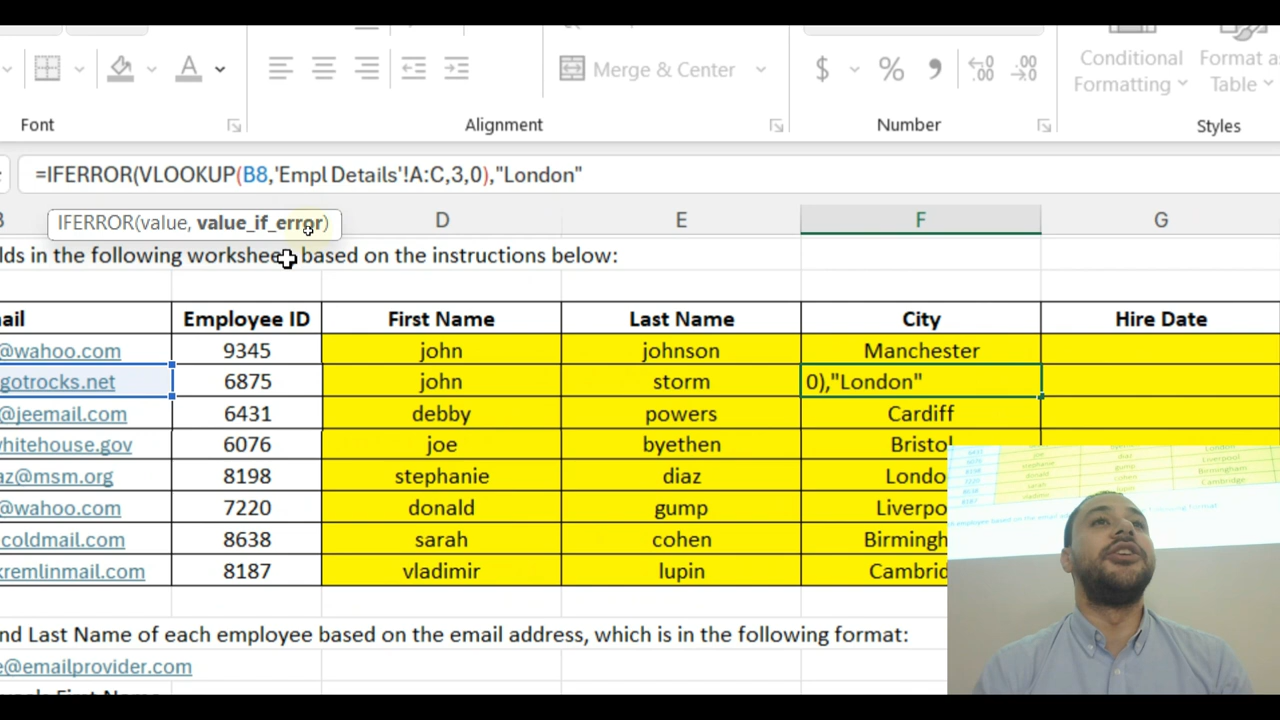 Merge & Center
$
%
Conditional
Formatting
Format as
Table
Font
Alignment
Number
Styles
=IFERROR(VLOOKUP(B8,'Empl Details'!A:C,3,0),"London"
IFERROR(value, value_if_error)
D E F G
lds in the following worksheet based on the instructions below:
ail Employee ID First Name Last Name City Hire Date
@wahoo.com 9345 john johnson Manchester
gotrocks.net 6875 john storm 0),"London"
@jeemail.com 6431 debby powers Cardiff
whitehouse.gov 6076 joe byethen Bristol
az@msm.org 8198 stephanie diaz Londo
@wahoo.com 7220 donald gump Liverpo
coldmail.com 8638 sarah cohen Birmingh
kremlinmail.com 8187 vladimir lupin Cambrid
nd Last Name of each employee based on the email address, which is in the following format:
e@emailprovider.com